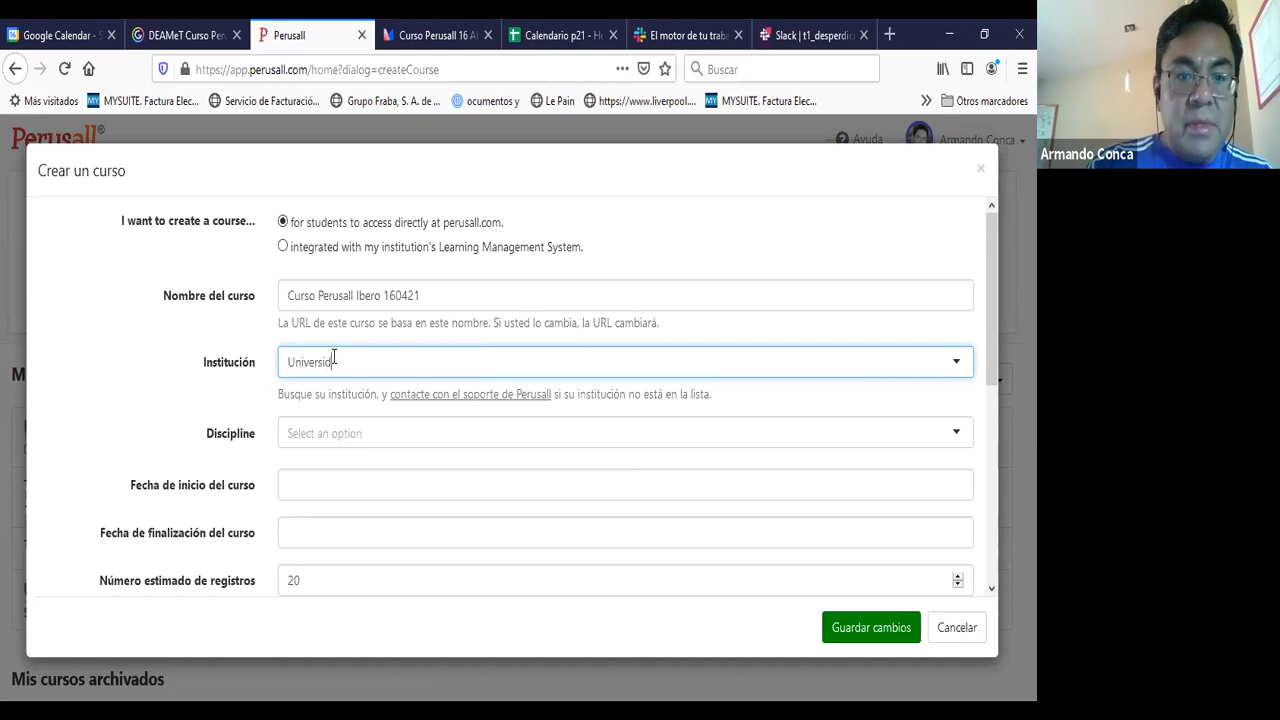 Google Calendar - S
DEAMeT Curso Peru
Perusall
Curso Perusall 16 A
Calendario p21 - Ho
El motor de tu traba
Slack | t1_desperdic
https://app.perusall.com/home?dialog=createCourse
Buscar
Más visitados
MYSUITE. Factura Elec...
Servicio de Facturació...
Grupo Fraba, S. A. de ...
ocumentos y
Le Pain
https://www.liverpool....
MYSUITE. Factura Elec...
Otros marcadores
Perusall®
Ayuda
Armando Conca
Armando Conca
Crear un curso
×
I want to create a course...
for students to access directly at perusall.com.
integrated with my institution's Learning Management System.
Nombre del curso
Curso Perusall Ibero 160421
La URL de este curso se basa en este nombre. Si usted lo cambia, la URL cambiará.
Institución
Universid
Busque su institución, y contacte con el soporte de Perusall si su institución no está en la lista.
Discipline
Select an option
Fecha de inicio del curso
Fecha de finalización del curso
Número estimado de registros
20
Guardar cambios
Cancelar
Mis cursos archivados